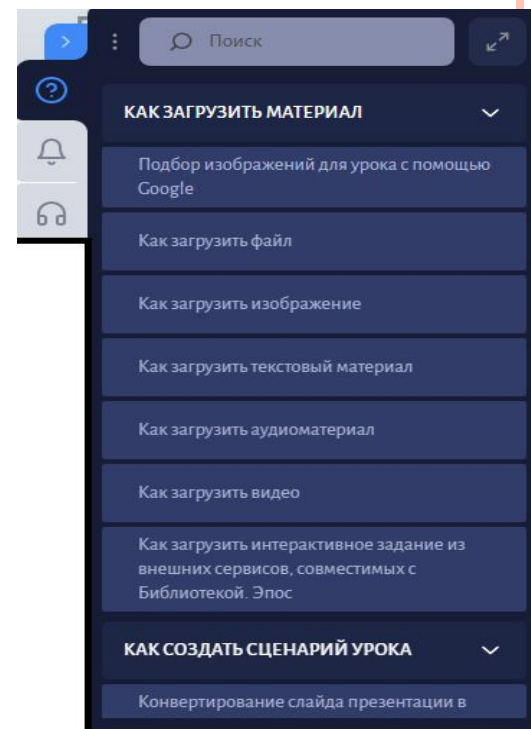 Поиск
КАК ЗАГРУЗИТЬ МАТЕРИАЛ
Подбор изображений для урока с помощью
Google
Как загрузить файл
Как загрузить изображение
Как загрузить текстовый материал
Как загрузить аудиоматериал
Как загрузить видео
Как загрузить интерактивное задание из
внешних сервисов, совместимых с
Библиотекой. Эпос
КАК СОЗДАТЬ СЦЕНАРИЙ УРОКА
Конвертирование слайда презентации в